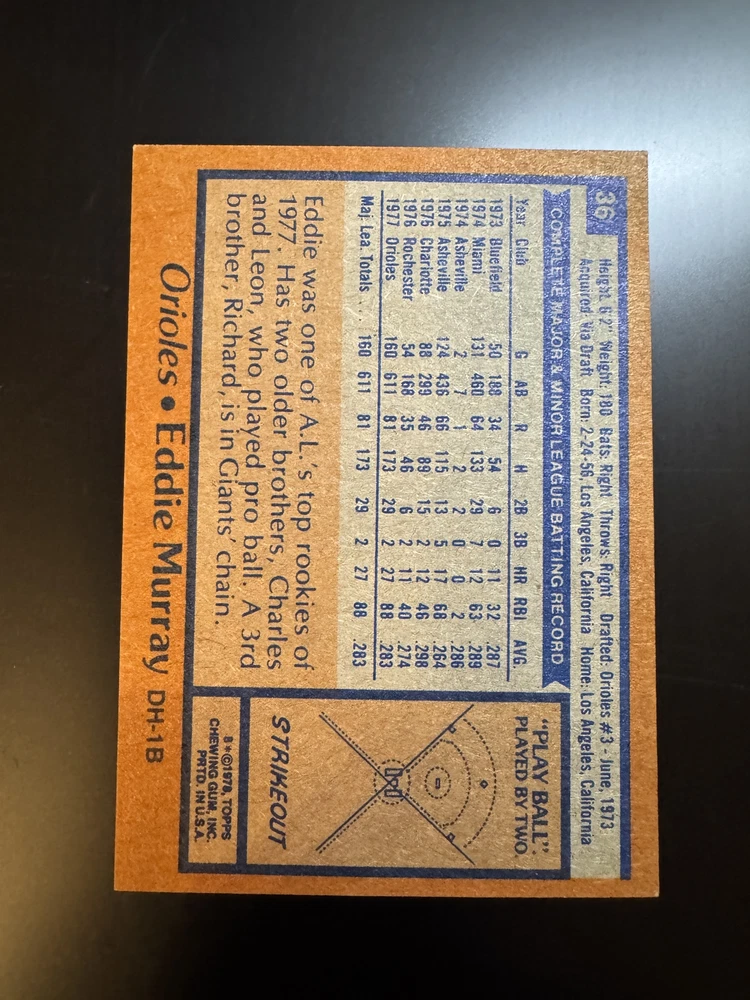 36
Height: 6'2" Weight: 180 Bats: Right Throws: Right Drafted: Orioles #3 - June, 1973
Acquired: Via Draft Born: 2-24-56, Los Angeles, California Home: Los Angeles, California
COMPLETE MAJOR & MINOR LEAGUE BATTING RECORD
Year Club G AB R H 2B 3B HR RBI AVG.
1973 Bluefield 50 188 34 54 6 0 11 32 .287
1974 Miami 131 460 64 133 29 7 12 63 .289
1974 Asheville 2 7 1 2 2 0 0 2 .286
1975 Asheville 124 436 66 115 13 5 17 68 .264
1976 Charlotte 88 299 46 89 15 2 12 46 .298
1976 Rochester 54 168 35 46 6 2 11 40 .274
1977 Orioles 160 611 81 173 29 2 27 88 .283
Maj. Lea. Totals . . . 160 611 81 173 29 2 27 88 .283
Eddie was one of A.L.'s top rookies of
1977. Has two older brothers, Charles
and Leon, who played pro ball. A 3rd
brother, Richard, is in Giants' chain.
"PLAY BALL"
PLAYED BY TWO.
STRIKEOUT
B*©1978, TOPPS
CHEWING GUM, INC.
PRTD. IN U.S.A.
Orioles • Eddie Murray DH-1B